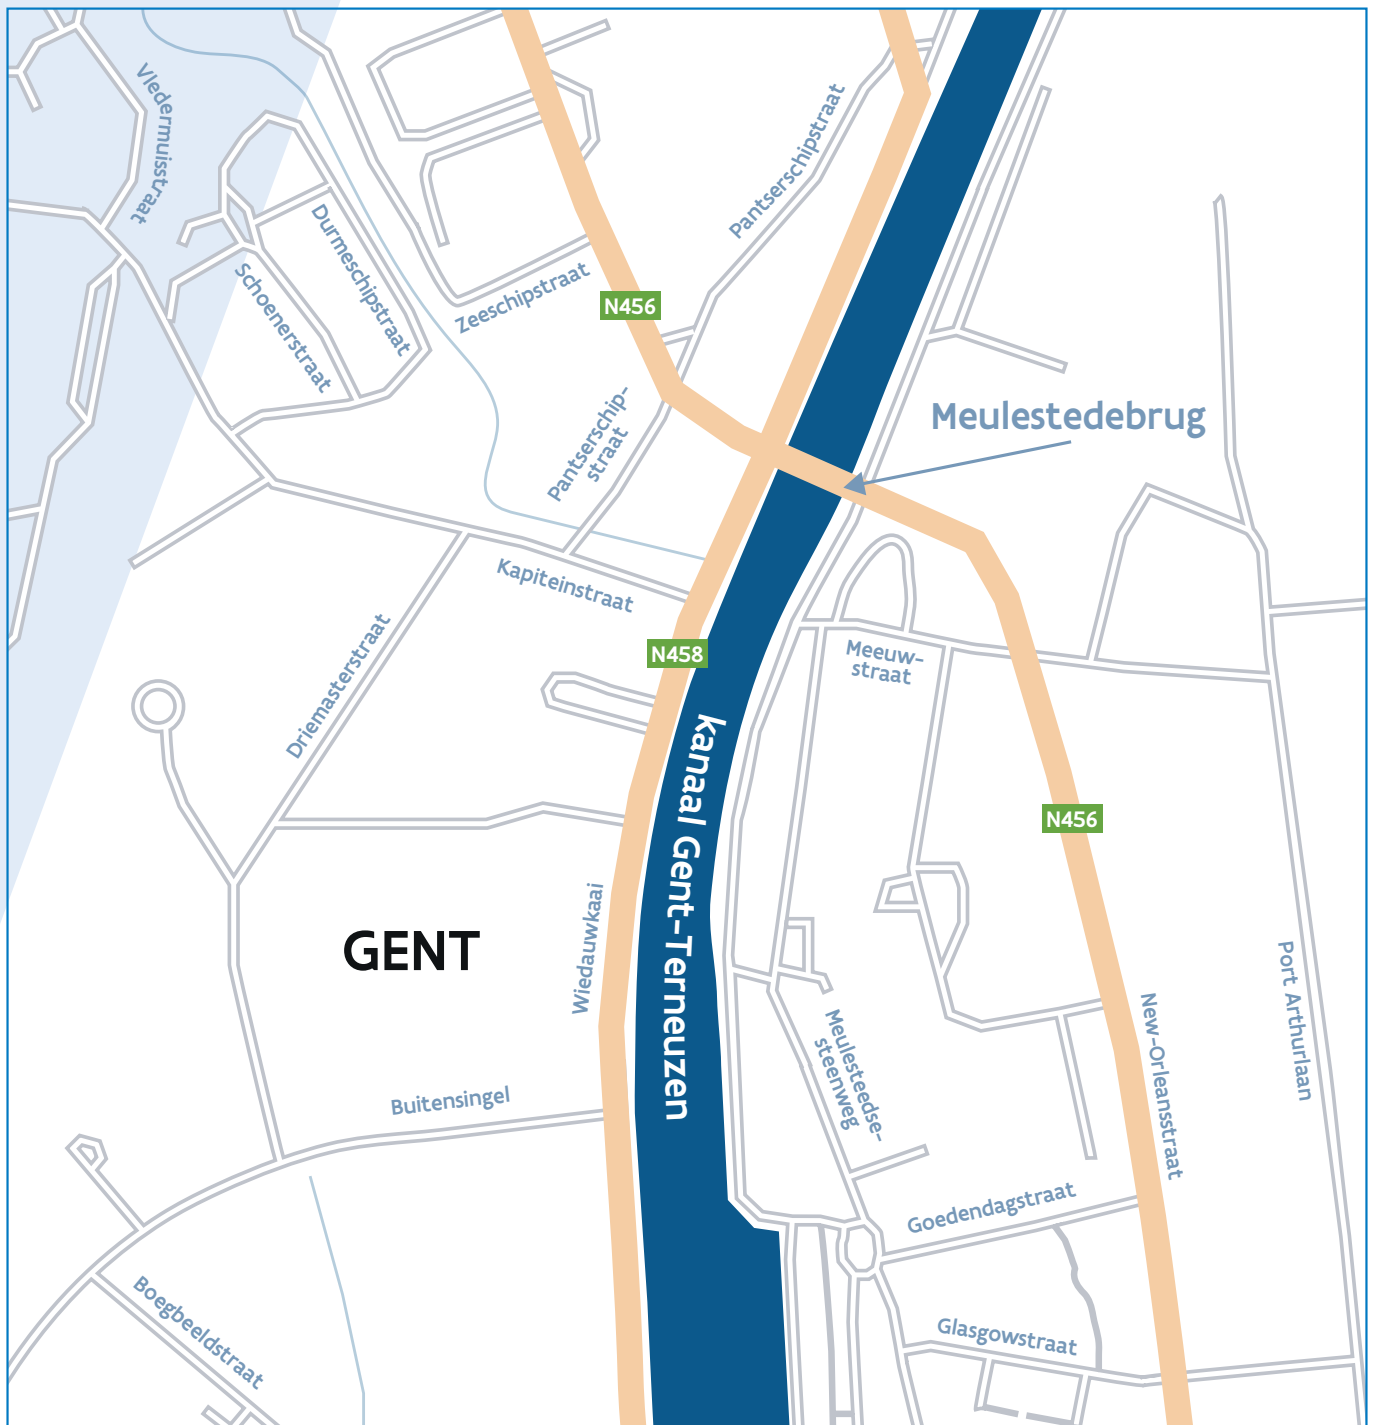 Vledermuisstraat
Pantserschipstraat
Durmeschipstraat
Schoenerstraat
Zeeschipstraat
N456
Pantserschip-
straat
Meulestedebrug
Kapiteinstraat
Driemasterstraat
N458
Meeuw-
straat
kanaal Gent-Terneuzen
N456
Wiedauwkaai
GENT
Port Arthurlaan
New-Orleansstraat
Meulesteedse-
steenweg
Buitensingel
Goedendagstraat
Boegbeeldstraat
Glasgowstraat